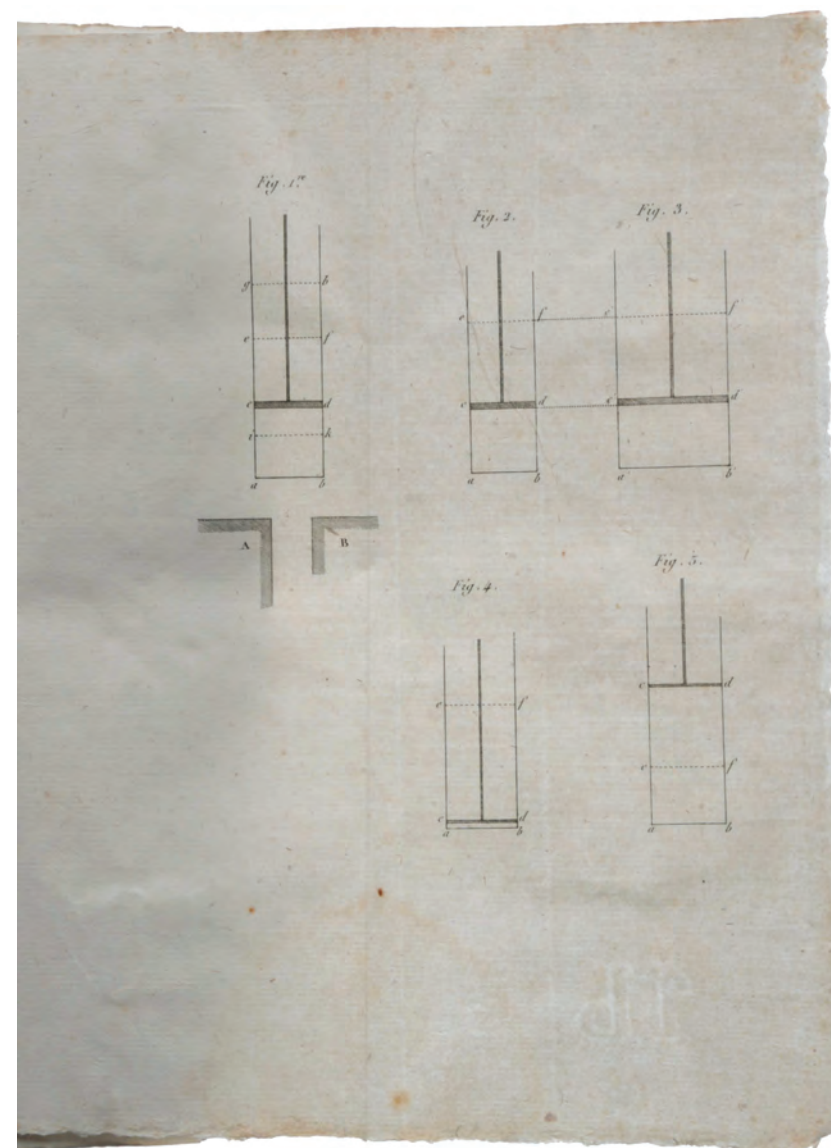 Fig. 1.re
g h
e f
c d
i k
a b
A B
Fig. 2.
e f
c d
a b
Fig. 3.
e f
c d
a b
Fig. 4.
e f
c d
a b
Fig. 5.
c d
e f
a b